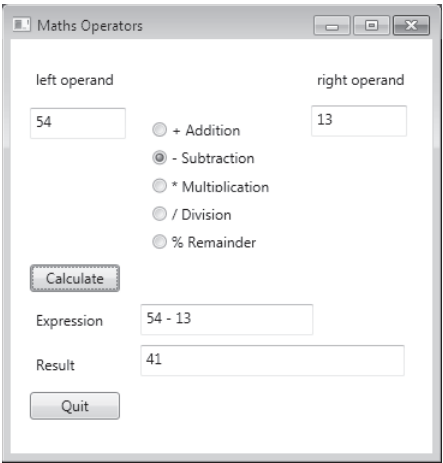 Maths Operators
left operand
right operand
54
13
+ Addition
- Subtraction
* Multiplication
/ Division
% Remainder
Calculate
Expression
54 - 13
Result
41
Quit